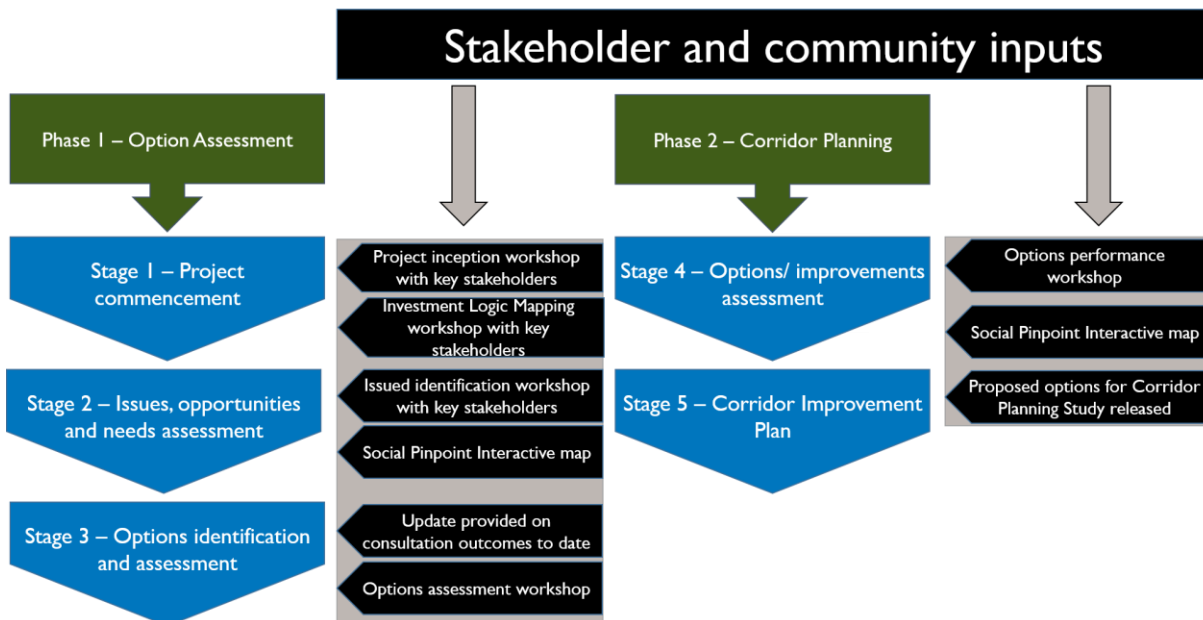 Stakeholder and community inputs
Phase 1 – Option Assessment
Stage 1 – Project
commencement
Stage 2 – Issues, opportunities
and needs assessment
Stage 3 – Options identification
and assessment
Project inception workshop
with key stakeholders
Investment Logic Mapping
workshop with key
stakeholders
Issued identification workshop
with key stakeholders
Social Pinpoint Interactive map
Update provided on
consultation outcomes to date
Options assessment workshop
Phase 2 – Corridor Planning
Stage 4 – Options/ improvements
assessment
Stage 5 – Corridor Improvement
Plan
Options performance
workshop
Social Pinpoint Interactive map
Proposed options for Corridor
Planning Study released